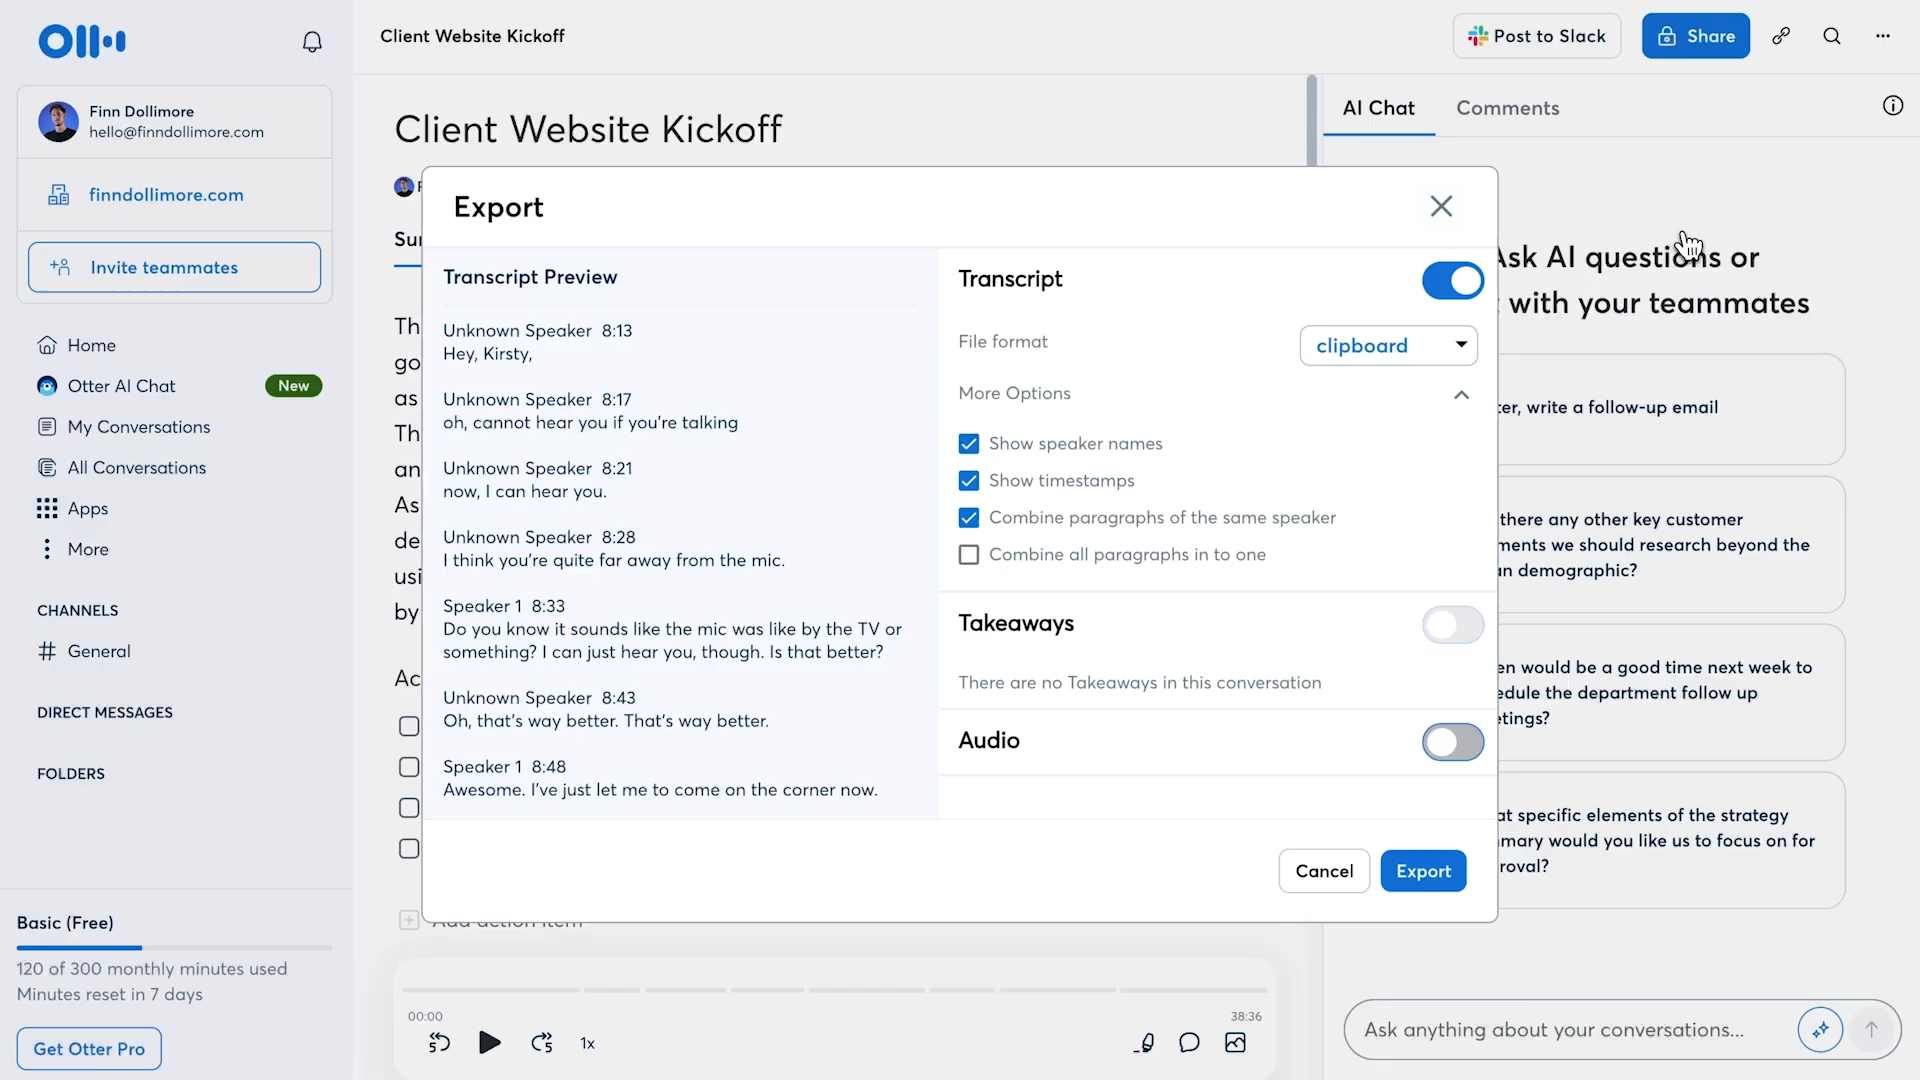 Finn Dollimore
hello@finndollimore.com
finndollimore.com
Invite teammates
Home
Otter AI Chat
New
My Conversations
All Conversations
Apps
More
CHANNELS
General
DIRECT MESSAGES
FOLDERS
Basic (Free)
120 of 300 monthly minutes used
Minutes reset in 7 days
Get Otter Pro
Client Website Kickoff
Post to Slack
Share
Client Website Kickoff
Export
Transcript Preview
Unknown Speaker 8:13
Hey, Kirsty,
Unknown Speaker 8:17
oh, cannot hear you if you're talking
Unknown Speaker 8:21
now, I can hear you.
Unknown Speaker 8:28
I think you're quite far away from the mic.
Speaker 1 8:33
Do you know it sounds like the mic was like by the TV or
something? I can just hear you, though. Is that better?
Unknown Speaker 8:43
Oh, that's way better. That's way better.
Speaker 1 8:48
Awesome. I've just let me to come on the corner now.
Transcript
File format
clipboard
More Options
Show speaker names
Show timestamps
Combine paragraphs of the same speaker
Combine all paragraphs in to one
Takeaways
There are no Takeaways in this conversation
Audio
Cancel
Export
00:00
38:36
5
5
1x
AI Chat
Comments
Ask AI questions or
with your teammates
write a follow-up email
there any other key customer
we should research beyond the
demographic?
would be a good time next week to
the department follow up
specific elements of the strategy
would you like us to focus on for
Ask anything about your conversations...